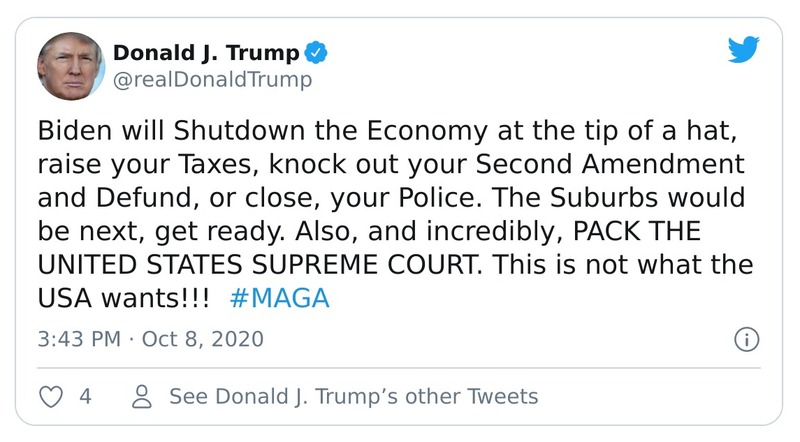 Donald J. Trump
@realDonaldTrump
Biden will Shutdown the Economy at the tip of a hat,
raise your Taxes, knock out your Second Amendment
and Defund, or close, your Police. The Suburbs would
be next, get ready. Also, and incredibly, PACK THE
UNITED STATES SUPREME COURT. This is not what the
USA wants!!! #MAGA
3:43 PM · Oct 8, 2020
4 See Donald J. Trump’s other Tweets